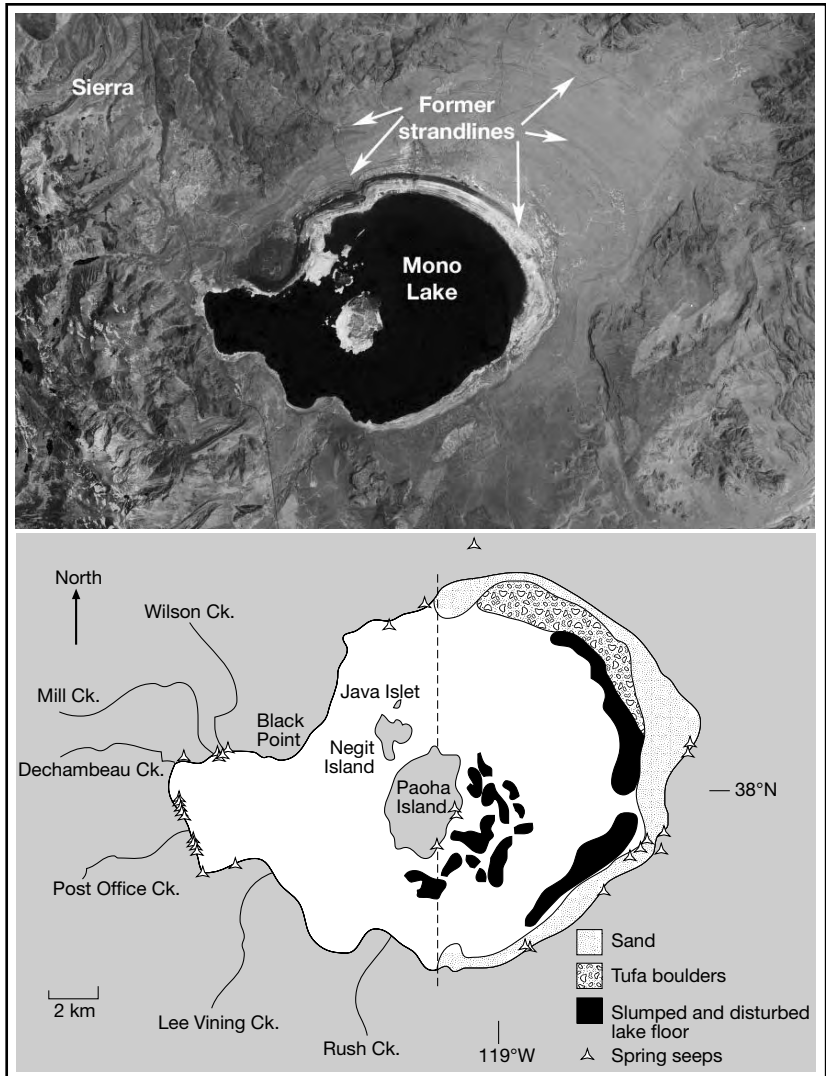 Sierra
Former
strandlines
Mono
Lake
North
Wilson Ck.
Mill Ck.
Java Islet
Black
Point
Negit
Island
Dechambeau Ck.
Paoha
Island
38°N
Post Office Ck.
Sand
Tufa boulders
2 km
Slumped and disturbed
lake floor
Lee Vining Ck.
Rush Ck.
119°W
Spring seeps